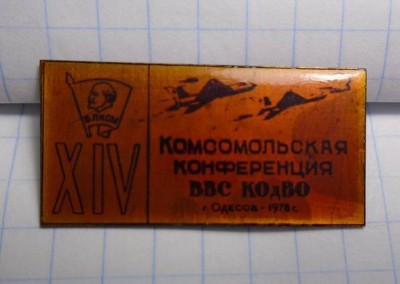 ВЛКСМ
XIV
КОМСОМОЛЬСКАЯ
КОНФЕРЕНЦИЯ
ВВС КОдВО
г. ОДЕССА - 1978 г.